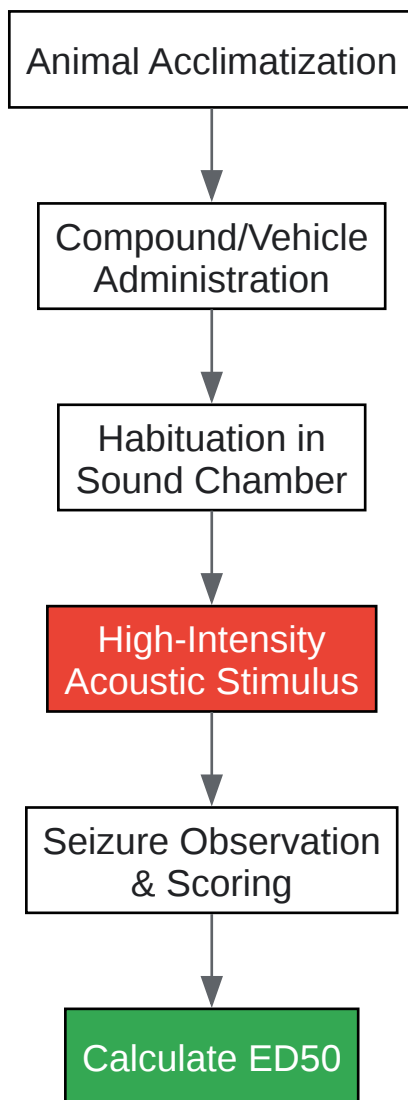 Animal Acclimatization
Compound/Vehicle
Administration
Habituation in
Sound Chamber
High-Intensity
Acoustic Stimulus
Seizure Observation
& Scoring
Calculate ED50